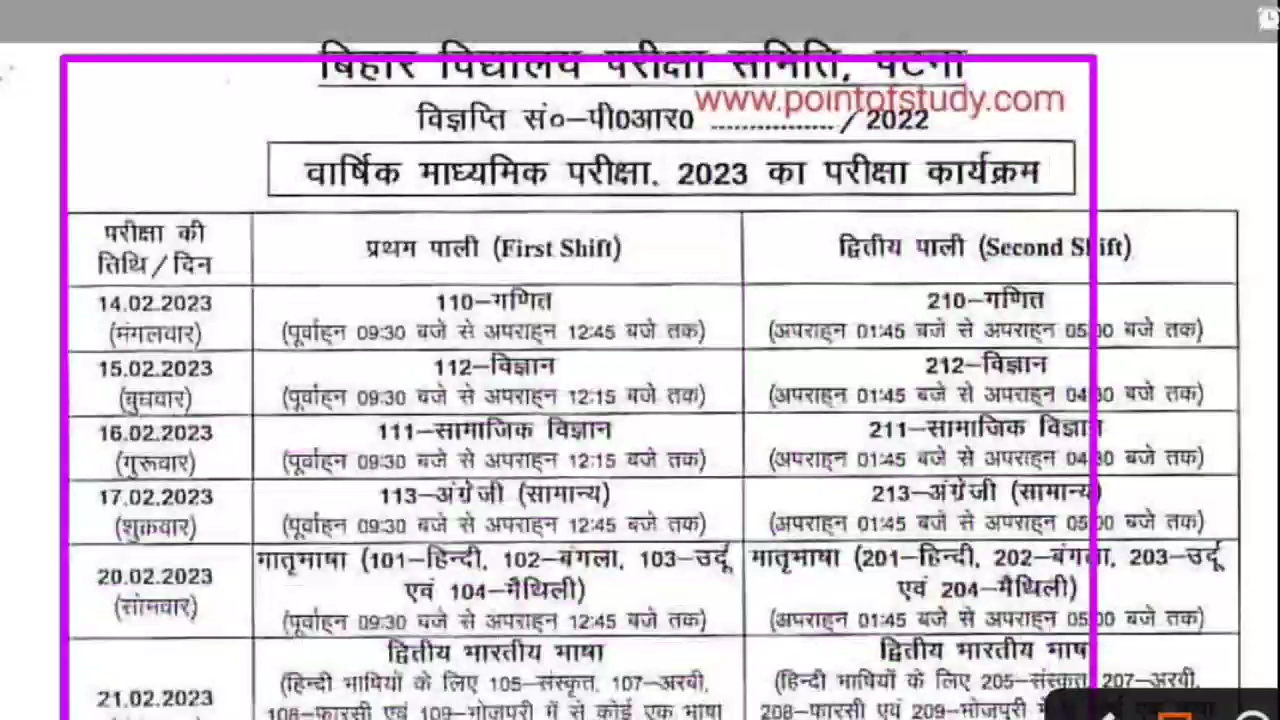 बिहार विद्यालय परीक्षा समिति, पटना
www.pointofstudy.com
विज्ञप्ति सं०–पी0आर0 ................ / 2022
वार्षिक माध्यमिक परीक्षा, 2023 का परीक्षा कार्यक्रम
परीक्षा की तिथि / दिन
प्रथम पाली (First Shift)
द्वितीय पाली (Second Shift)
14.02.2023
(मंगलवार)
110–गणित
(पूर्वाह्न 09:30 बजे से अपराह्न 12:45 बजे तक)
210–गणित
(अपराह्न 01:45 बजे से अपराह्न 05:00 बजे तक)
15.02.2023
(बुधवार)
112–विज्ञान
(पूर्वाह्न 09:30 बजे से अपराह्न 12:15 बजे तक)
212–विज्ञान
(अपराह्न 01:45 बजे से अपराह्न 04:30 बजे तक)
16.02.2023
(गुरूवार)
111–सामाजिक विज्ञान
(पूर्वाह्न 09:30 बजे से अपराह्न 12:15 बजे तक)
211–सामाजिक विज्ञान
(अपराह्न 01:45 बजे से अपराह्न 04:30 बजे तक)
17.02.2023
(शुक्रवार)
113–अंग्रेजी (सामान्य)
(पूर्वाह्न 09:30 बजे से अपराह्न 12:45 बजे तक)
213–अंग्रेजी (सामान्य)
(अपराह्न 01:45 बजे से अपराह्न 05:00 बजे तक)
20.02.2023
(सोमवार)
मातृभाषा (101–हिन्दी, 102–बंगला, 103–उर्दू
एवं 104–मैथिली)
(पूर्वाह्न 09:30 बजे से अपराह्न 12:45 बजे तक)
मातृभाषा (201–हिन्दी, 202–बंगला, 203–उर्दू
एवं 204–मैथिली)
(अपराह्न 01:45 बजे से अपराह्न 05:00 बजे तक)
21.02.2023
द्वितीय भारतीय भाषा
(हिन्दी भाषियों के लिए 105–संस्कृत, 107–अरबी,
108–फारसी एवं 109–भोजपुरी में से कोई एक भाषा
द्वितीय भारतीय भाषा
(हिन्दी भाषियों के लिए 205–संस्कृत, 207–अरबी,
208–फारसी एवं 209–भोजपुरी में